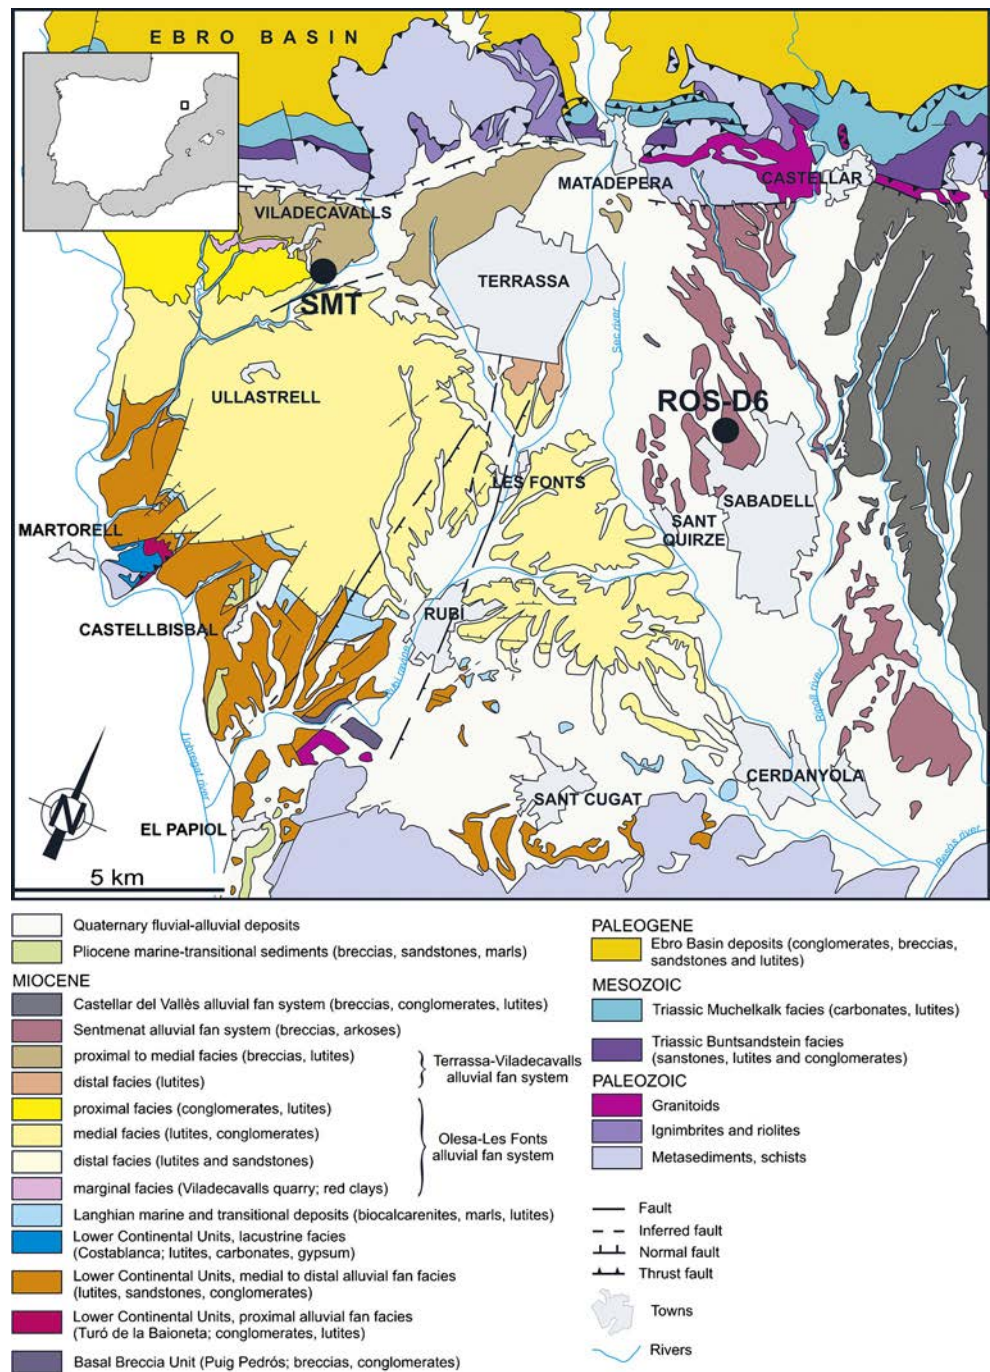 EBRO BASIN
MATADEPERA
CASTELLAR
VILADECAVALLS
TERRASSA
SMT
Sec river
ULLASTRELL
ROS-D6
LES FONTS
SABADELL
MARTORELL
SANT
QUIRZE
CASTELLBISBAL
RUBÍ
Ripoll river
Llobregat river
CERDANYOLA
SANT CUGAT
EL PAPIOL
Besòs river
N
5 km
Quaternary fluvial-alluvial deposits
Pliocene marine-transitional sediments (breccias, sandstones, marls)
MIOCENE
Castellar del Vallès alluvial fan system (breccias, conglomerates, lutites)
Sentmenat alluvial fan system (breccias, arkoses)
proximal to medial facies (breccias, lutites)
distal facies (lutites)
Terrassa-Viladecavalls
alluvial fan system
proximal facies (conglomerates, lutites)
medial facies (lutites, conglomerates)
distal facies (lutites and sandstones)
marginal facies (Viladecavalls quarry; red clays)
Olesa-Les Fonts
alluvial fan system
Langhian marine and transitional deposits (biocalcarenites, marls, lutites)
Lower Continental Units, lacustrine facies
(Costablanca; lutites, carbonates, gypsum)
Lower Continental Units, medial to distal alluvial fan facies
(lutites, sandstones, conglomerates)
Lower Continental Units, proximal alluvial fan facies
(Turó de la Baioneta; conglomerates, lutites)
Basal Breccia Unit (Puig Pedrós; breccias, conglomerates)
PALEOGENE
Ebro Basin deposits (conglomerates, breccias,
sandstones and lutites)
MESOZOIC
Triassic Muchelkalk facies (carbonates, lutites)
Triassic Buntsandstein facies
(sanstones, lutites and conglomerates)
PALEOZOIC
Granitoids
Ignimbrites and riolites
Metasediments, schists
Fault
Inferred fault
Normal fault
Thrust fault
Towns
Rivers